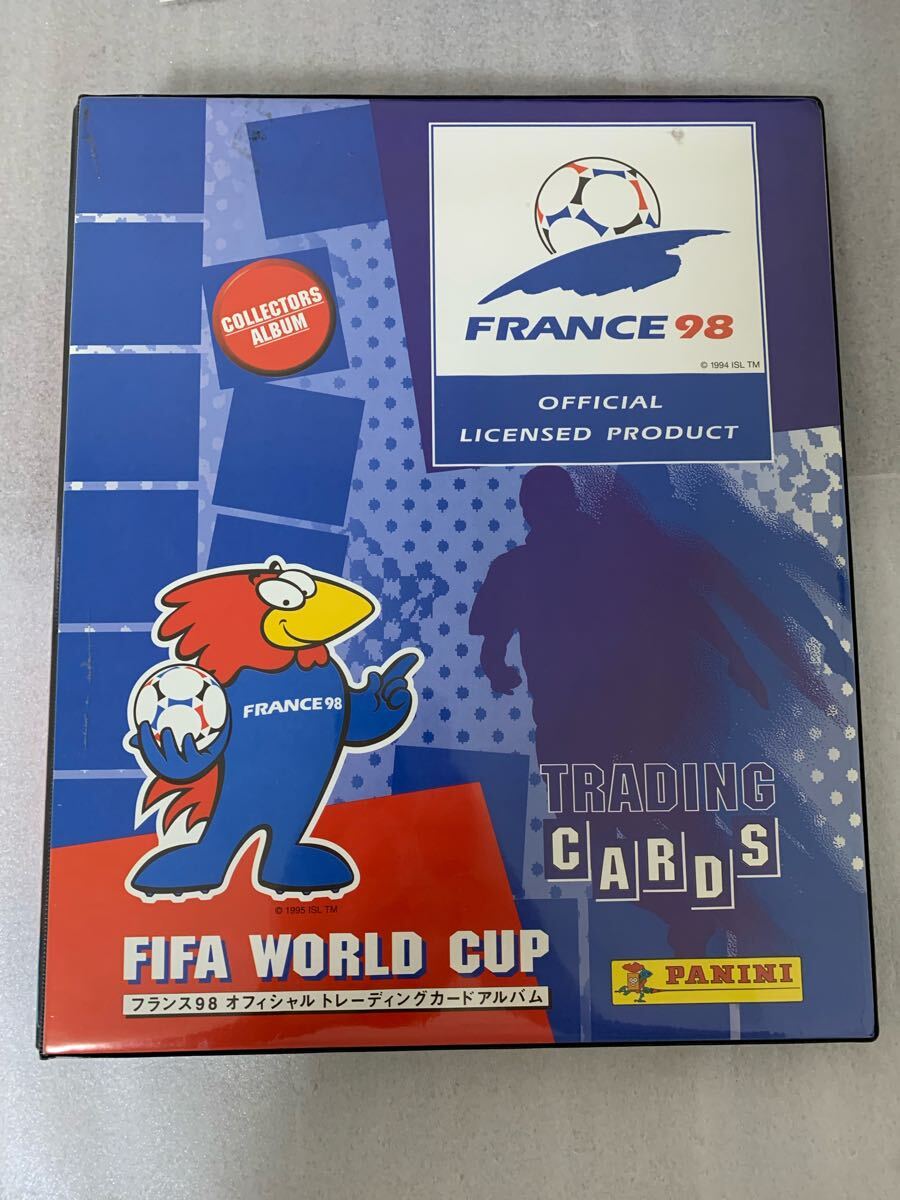 FRANCE 98
© 1994 ISL TM
OFFICIAL
LICENSED PRODUCT
COLLECTORS
ALBUM
FRANCE 98
© 1995 ISL TM
TRADING
CARDS
FIFA WORLD CUP
フランス98 オフィシャル トレーディングカードアルバム
PANINI